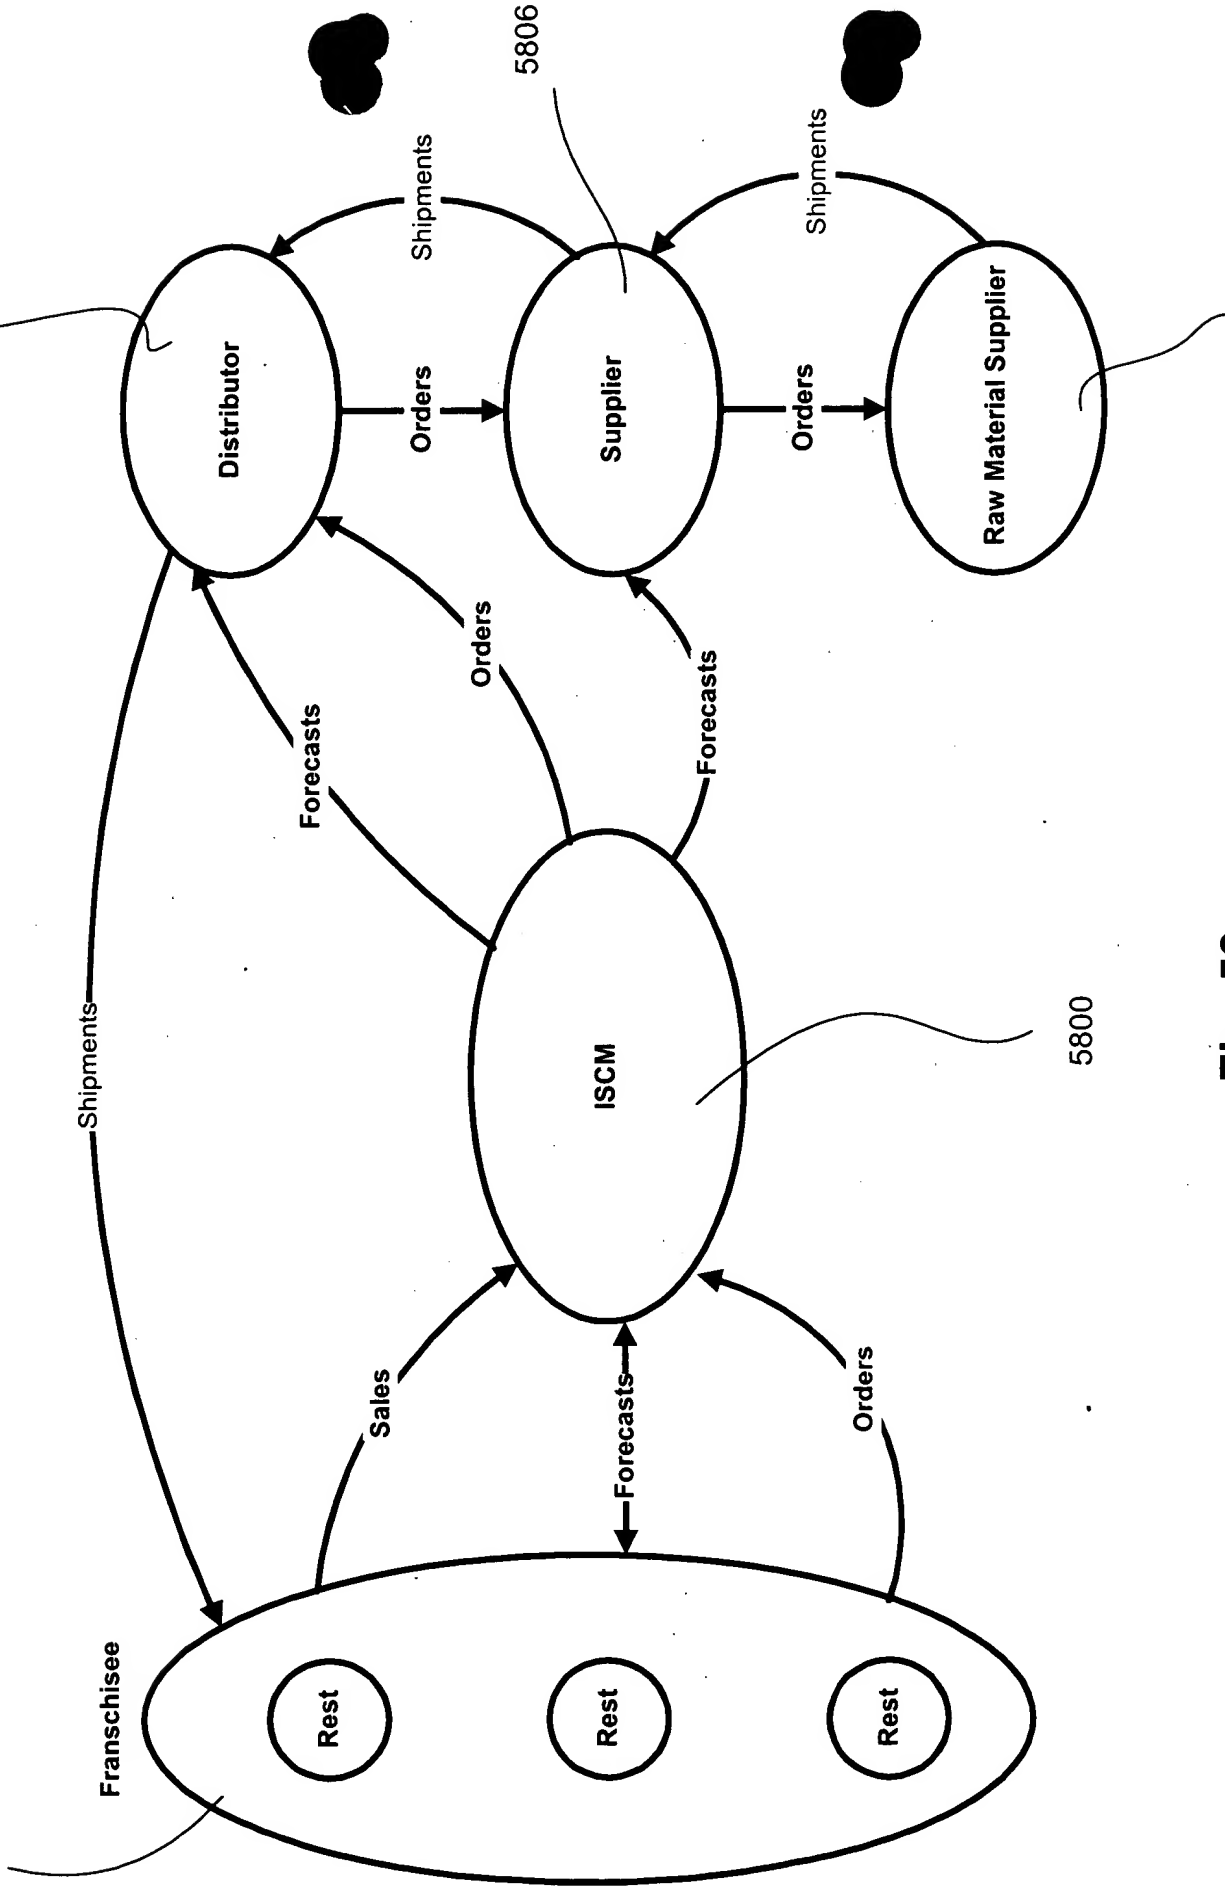 Shipments
Franschisee
Distributor
Forecasts
Rest
Sales
Orders
Shipments
Orders
5806
Rest
Forecasts
ISCM
Supplier
Forecasts
Orders
Shipments
Orders
Rest
Raw Material Supplier
5800